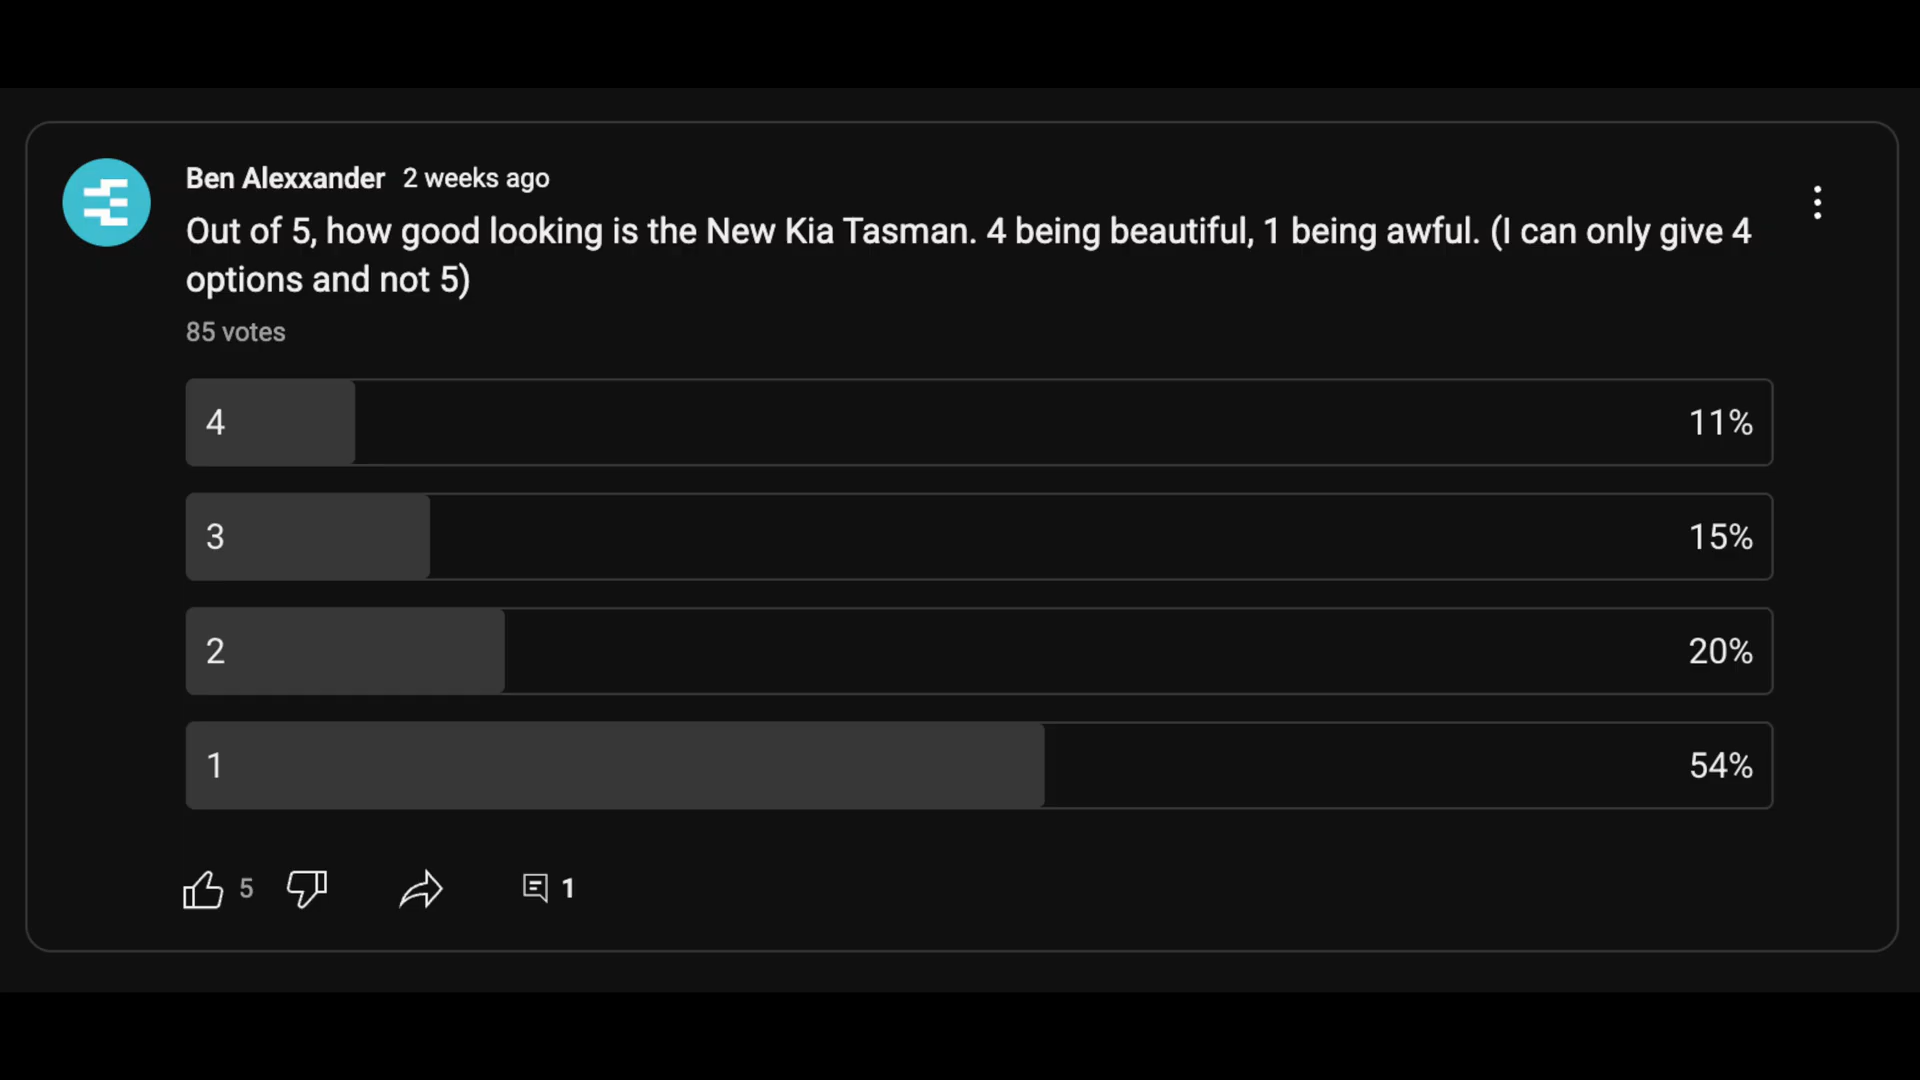 Ben Alexxander 2 weeks ago
Out of 5, how good looking is the New Kia Tasman. 4 being beautiful, 1 being awful. (I can only give 4
options and not 5)
85 votes
4 11%
3 15%
2 20%
1 54%
5 1